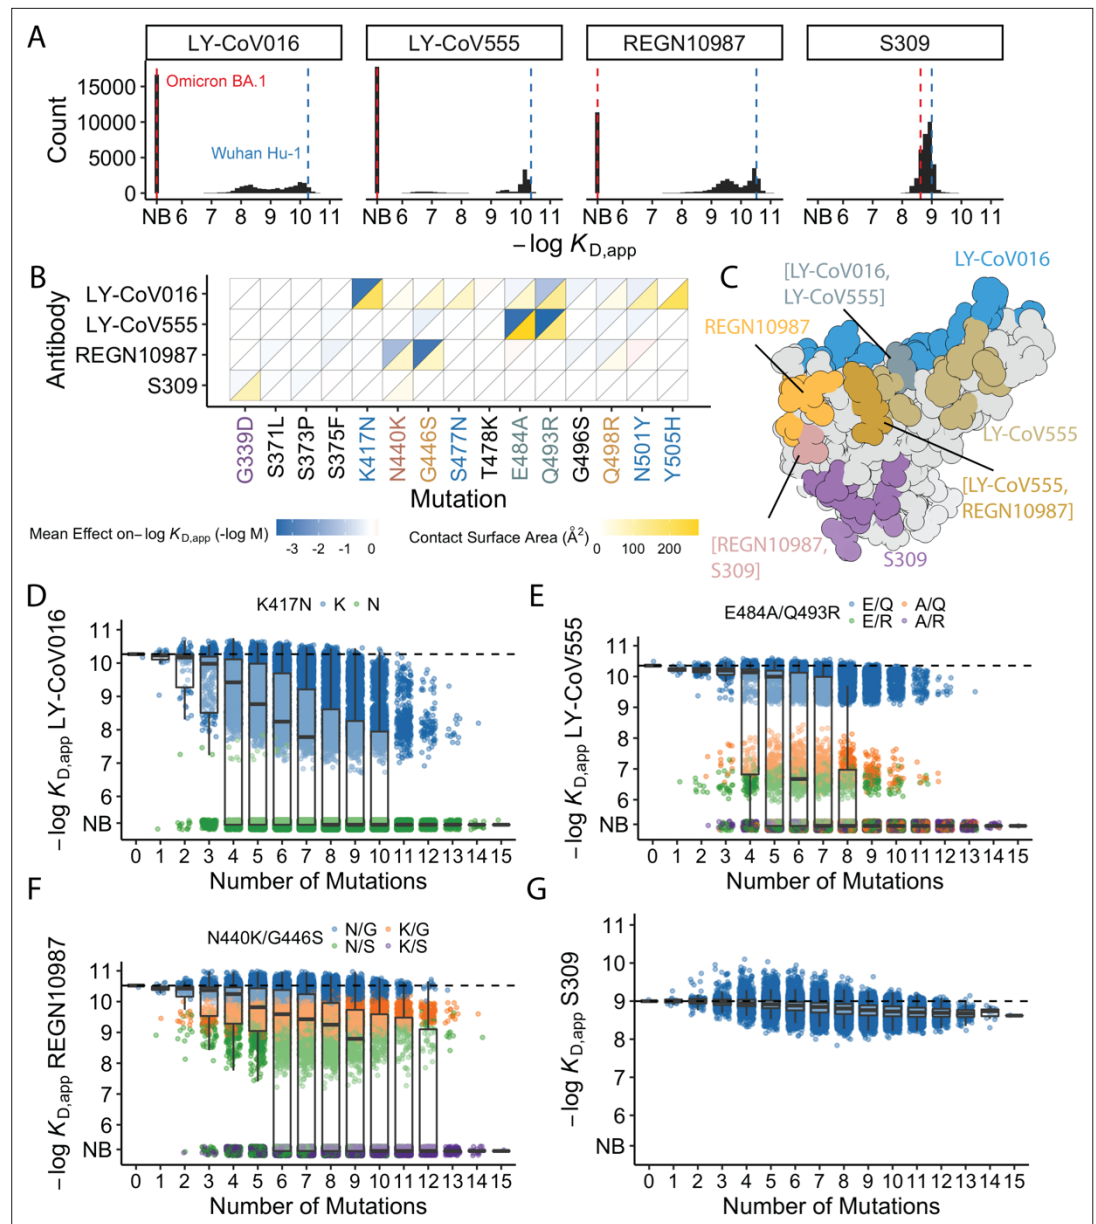 A
LY-CoV016
LY-CoV555
REGN10987
S309
Count
15000
10000
5000
0
Omicron BA.1
Wuhan Hu-1
NB 6 7 8 9 10 11
NB 6 7 8 9 10 11
NB 6 7 8 9 10 11
NB 6 7 8 9 10 11
−log K D,app
B
Antibody
LY-CoV016
LY-CoV555
REGN10987
S309
G339D
S371L
S373P
S375F
K417N
N440K
G446S
S477N
T478K
E484A
Q493R
G496S
Q498R
N501Y
Y505H
Mutation
Mean Effect on− log K D,app (-log M)
-3 -2 -1 0
Contact Surface Area (Å2)
0 100 200
C
[LY-CoV016,
LY-CoV555]
LY-CoV016
REGN10987
LY-CoV555
[LY-CoV555,
REGN10987]
[REGN10987,
S309]
S309
D
K417N K N
−log K D,app LY-CoV016
11
10
9
8
7
6
NB
0 1 2 3 4 5 6 7 8 9 10 11 12 13 14 15
Number of Mutations
E
E484A/Q493R
E/Q A/Q
E/R A/R
−log K D,app LY-CoV555
11
10
9
8
7
6
NB
0 1 2 3 4 5 6 7 8 9 10 11 12 13 14 15
Number of Mutations
F
N440K/G446S
N/G K/G
N/S K/S
−log K D,app REGN10987
11
10
9
8
7
6
NB
0 1 2 3 4 5 6 7 8 9 10 11 12 13 14 15
Number of Mutations
G
−log K D,app S309
11
10
9
8
7
6
NB
0 1 2 3 4 5 6 7 8 9 10 11 12 13 14 15
Number of Mutations